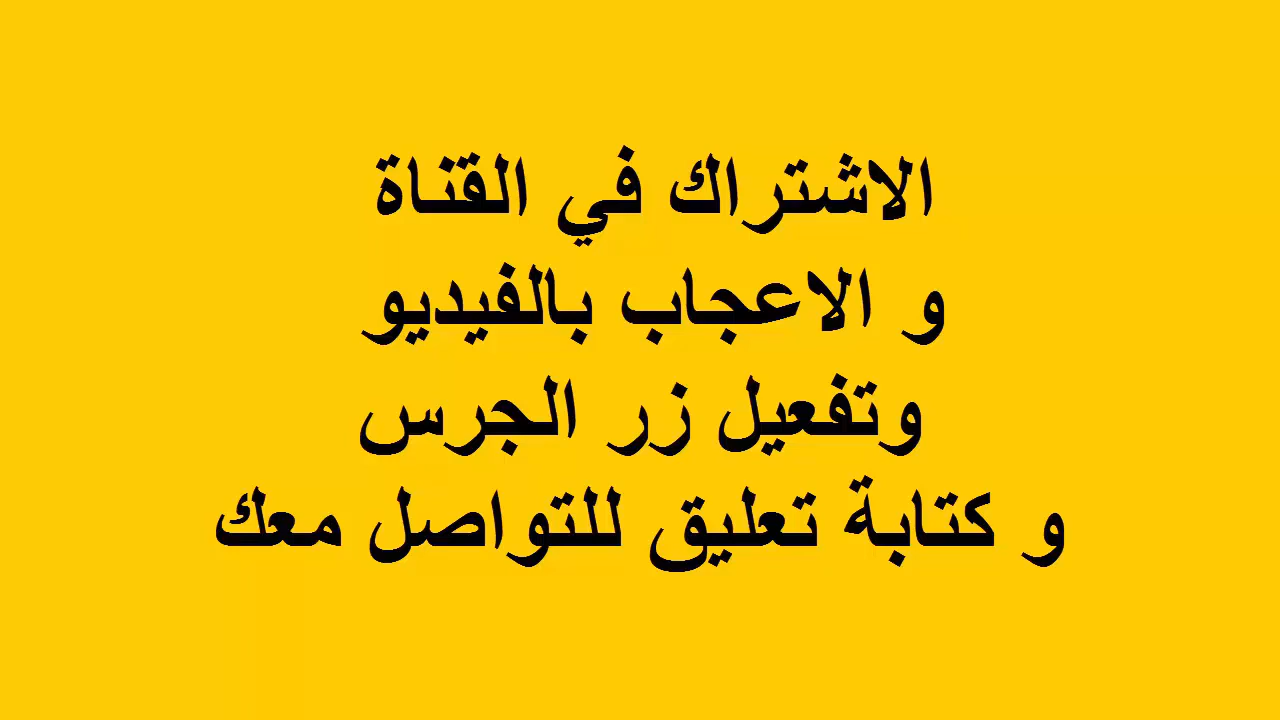 الاشتراك في القناة
و الاعجاب بالفيديو
وتفعيل زر الجرس
و كتابة تعليق للتواصل معك